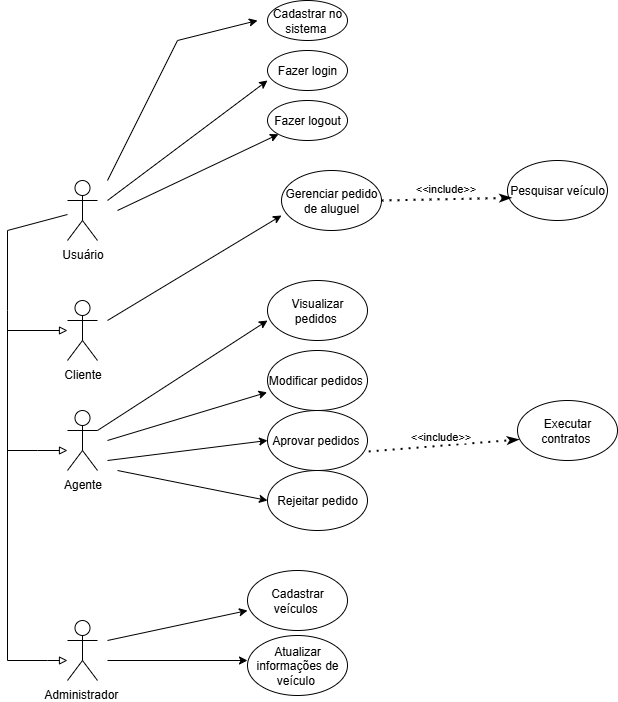 Cadastrar no
sistema
Fazer login
Fazer logout
Gerenciar pedido
de aluguel
<<include>>
Pesquisar veículo
Usuário
Visualizar
pedidos
Cliente
Modificar pedidos
Aprovar pedidos
<<include>>
Executar
contratos
Agente
Rejeitar pedido
Cadastrar
veículos
Atualizar
informações de
veículo
Administrador